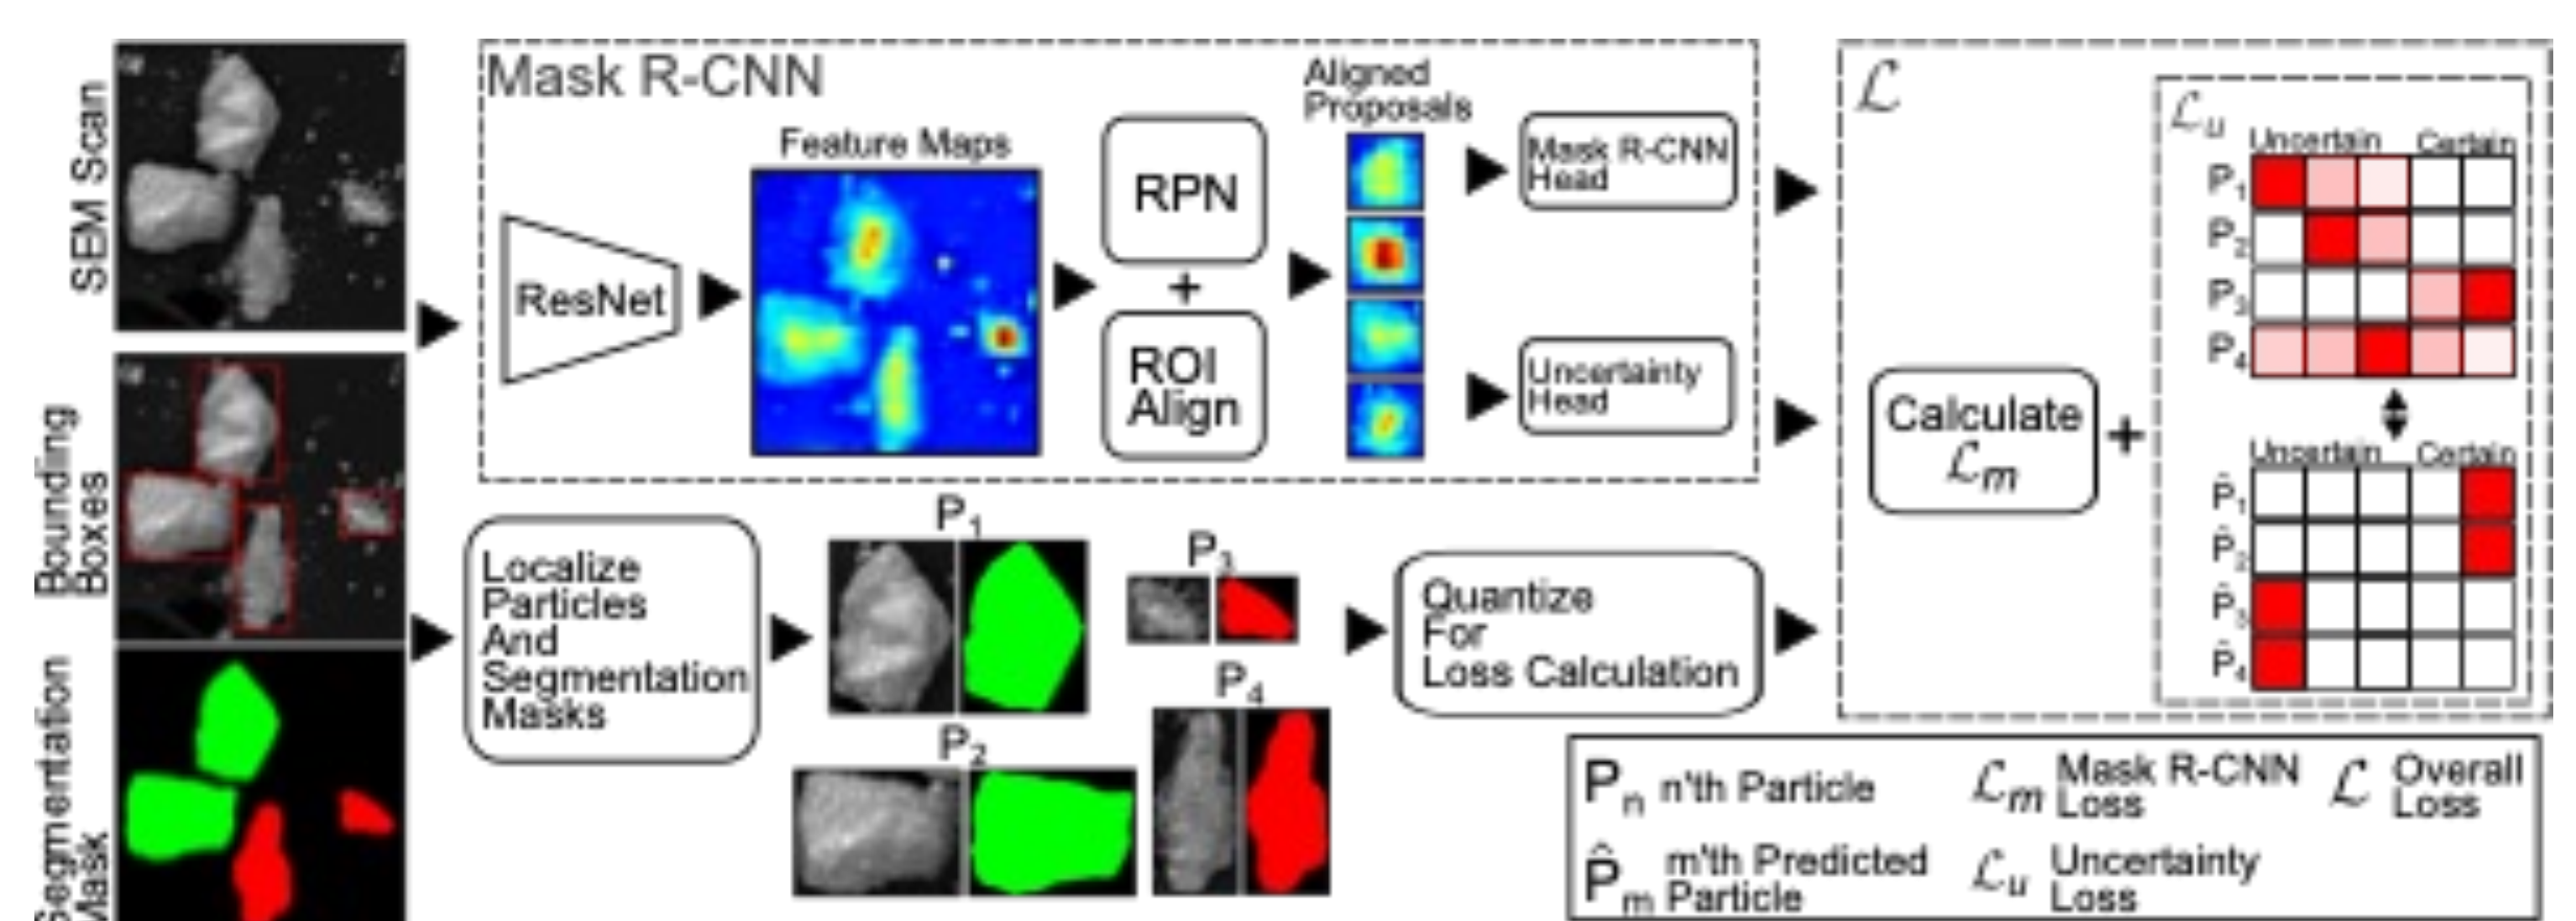 SEM Scan
Bounding
Boxes
Segmentation
Mask
Mask R-CNN
ResNet
Feature Maps
RPN
+
ROI
Align
Aligned
Proposals
Mask R-CNN
Head
Uncertainty
Head
Localize
Particles
And
Segmentation
Masks
P₁
P₂
P₃
P₄
Quantize
For
Loss Calculation
ℒ
Calculate
ℒm
+
ℒu
Uncertain Certain
P₁
P₂
P₃
P₄
Uncertain Certain
P̂₁
P̂₂
P̂₃
P̂₄
Pn n'th Particle
P̂m m'th Predicted
Particle
ℒm Mask R-CNN
Loss
ℒu Uncertainty
Loss
ℒ Overall
Loss